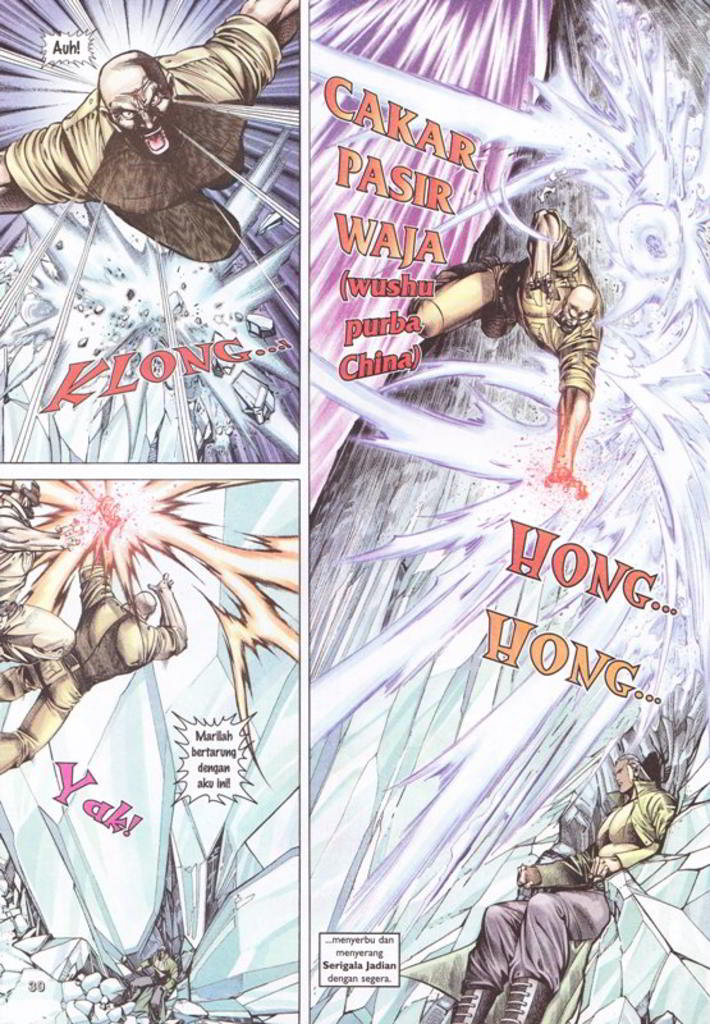 Auh!
KLONG...
Yak!
Marilah
bertarung
dengan
aku ini!
30
CAKAR
PASIR
WAJA
(wushu
purba
China)
HONG...
HONG...
...menyerbu dan
menyerang
Serigala Jadian
dengan segera.